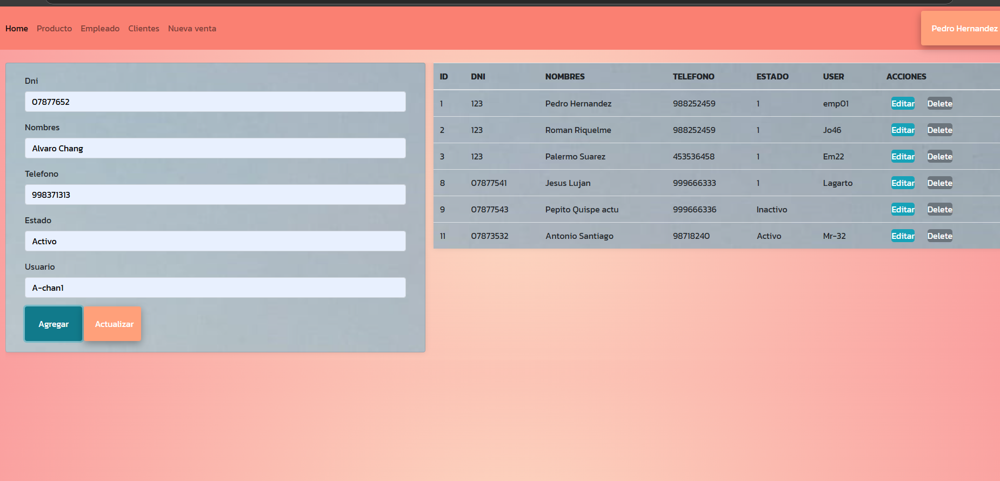 Home Producto Empleado Clientes Nueva venta Pedro Hernandez
Dni
07877652
Nombres
Alvaro Chang
Telefono
998371313
Estado
Activo
Usuario
A-chan1
Agregar Actualizar
ID DNI NOMBRES TELEFONO ESTADO USER ACCIONES
1 123 Pedro Hernandez 988252459 1 emp01 Editar Delete
2 123 Roman Riquelme 988252459 1 Jo46 Editar Delete
3 123 Palermo Suarez 453536458 1 Em22 Editar Delete
8 07877541 Jesus Lujan 999666333 1 Lagarto Editar Delete
9 07877543 Pepito Quispe actu 999666336 Inactivo Editar Delete
11 07873532 Antonio Santiago 98718240 Activo Mr-32 Editar Delete